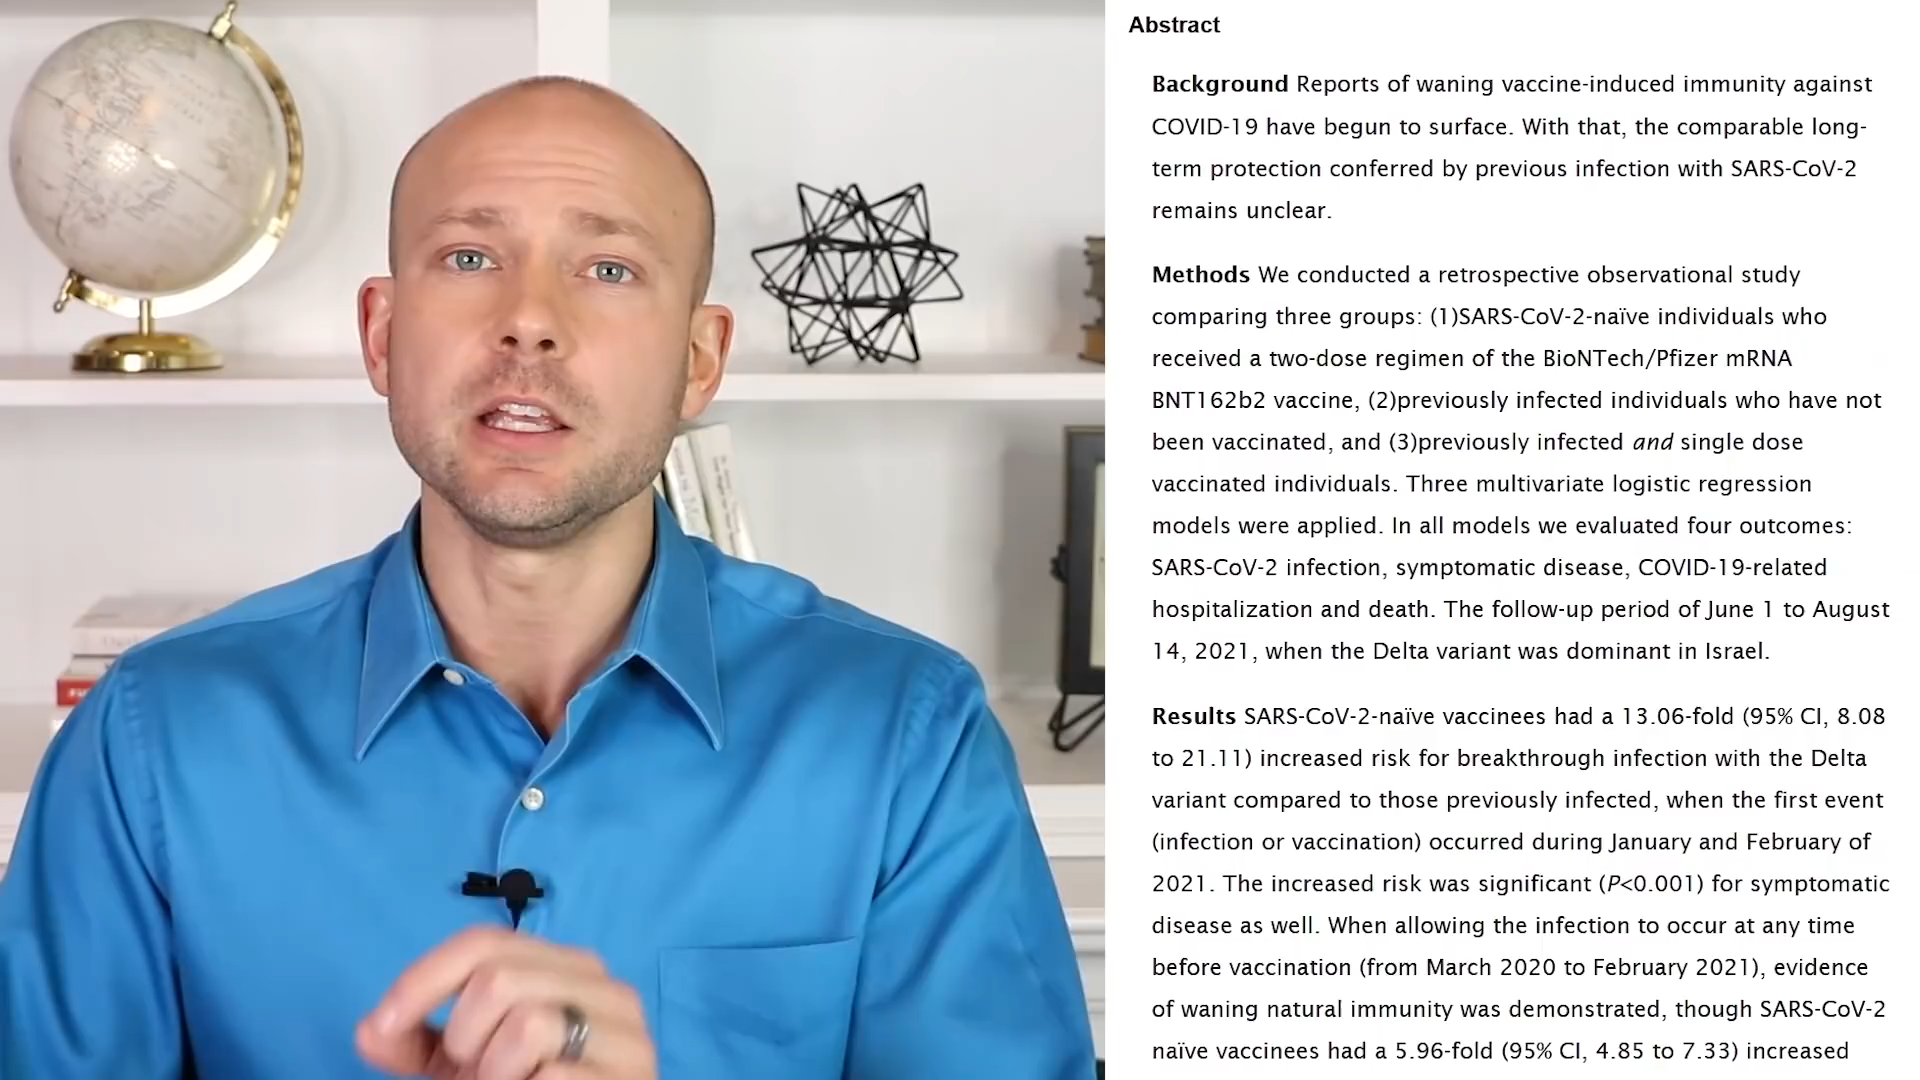 Abstract
Background Reports of waning vaccine-induced immunity against
COVID-19 have begun to surface. With that, the comparable long-
term protection conferred by previous infection with SARS-CoV-2
remains unclear.
Methods We conducted a retrospective observational study
comparing three groups: (1)SARS-CoV-2-naïve individuals who
received a two-dose regimen of the BioNTech/Pfizer mRNA
BNT162b2 vaccine, (2)previously infected individuals who have not
been vaccinated, and (3)previously infected and single dose
vaccinated individuals. Three multivariate logistic regression
models were applied. In all models we evaluated four outcomes:
SARS-CoV-2 infection, symptomatic disease, COVID-19-related
hospitalization and death. The follow-up period of June 1 to August
14, 2021, when the Delta variant was dominant in Israel.
Results SARS-CoV-2-naïve vaccinees had a 13.06-fold (95% CI, 8.08
to 21.11) increased risk for breakthrough infection with the Delta
variant compared to those previously infected, when the first event
(infection or vaccination) occurred during January and February of
2021. The increased risk was significant (P<0.001) for symptomatic
disease as well. When allowing the infection to occur at any time
before vaccination (from March 2020 to February 2021), evidence
of waning natural immunity was demonstrated, though SARS-CoV-2
naïve vaccinees had a 5.96-fold (95% CI, 4.85 to 7.33) increased